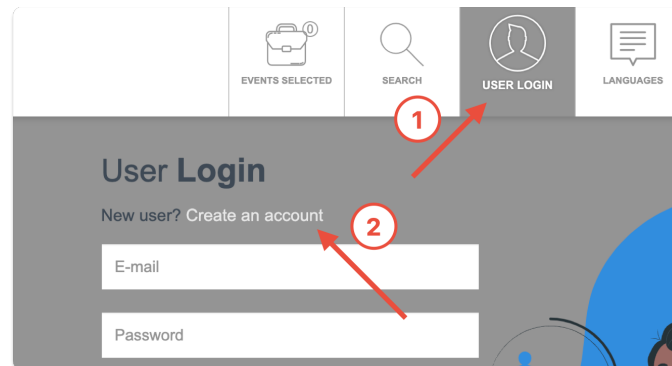 0
EVENTS SELECTED
SEARCH
USER LOGIN
LANGUAGES
1
User Login
New user? Create an account
2
E-mail
Password